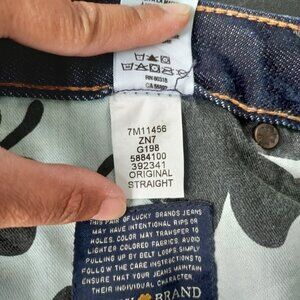 RN 80318
7M11456
ZN7
G198
5884100
392341
ORIGINAL
STRAIGHT
THIS PAIR OF LUCKY BRANDS JEANS
MAY HAVE INTENTIONAL RIPS OR
HOLES. COLOR MAY TRANSFER TO
LIGHTER COLORED FABRICS. AVOID
PULLING UP BY BELT LOOPS. SIMPLY
FOLLOW THE CARE INSTRUCTIONS TO
ENSURE THAT YOUR JEANS MAINTAIN
THEIR INDIVIDUAL CHARACTER.
BRAND